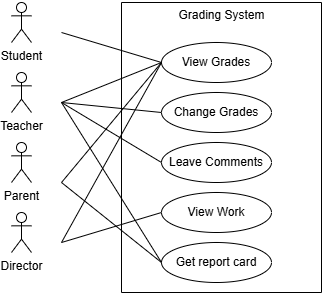 Grading System
Student
View Grades
Teacher
Change Grades
Leave Comments
Parent
View Work
Director
Get report card